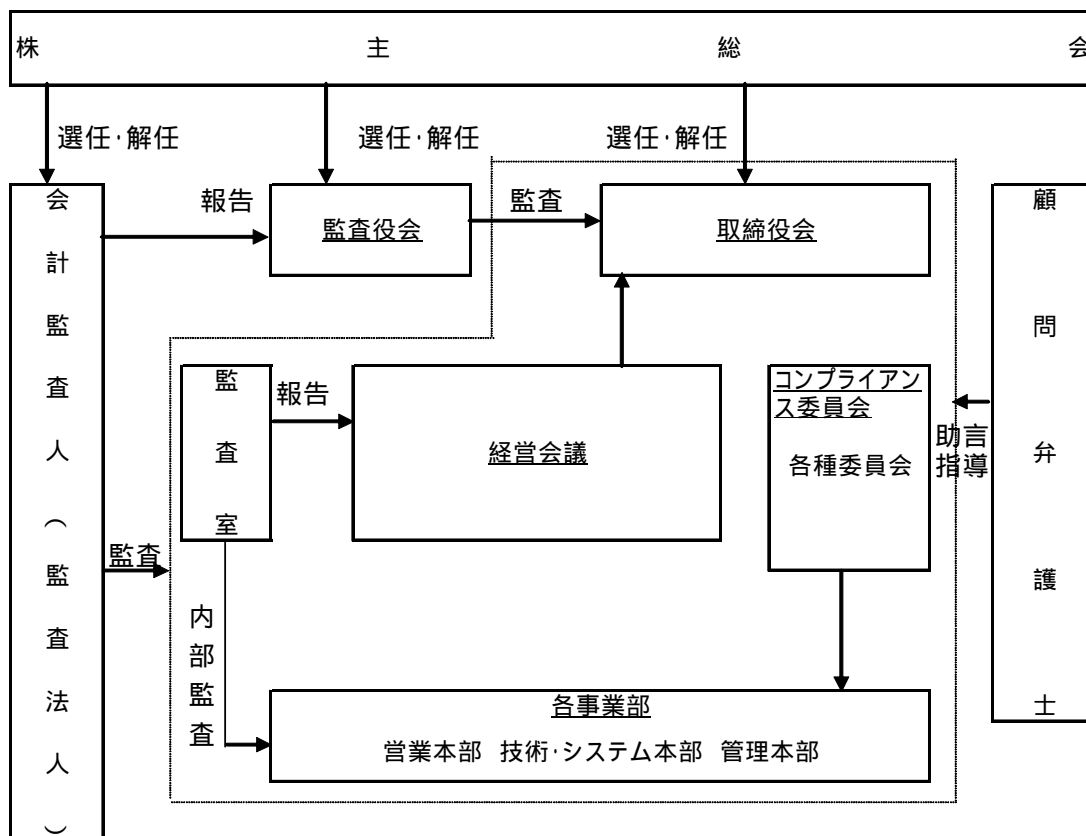 株主総会
選任・解任
選任・解任
選任・解任
会計監査人（監査法人）
報告
監査役会
監査
取締役会
顧問弁護士
監査室
報告
経営会議
コンプライアン
ス委員会
各種委員会
助言
指導
監査
内部監査
各事業部
営業本部 技術・システム本部 管理本部